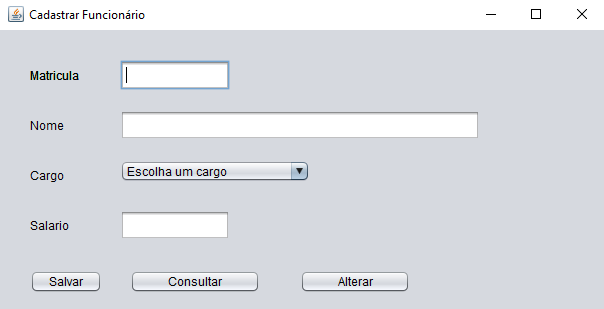 Cadastrar Funcionário
Matricula
Nome
Cargo Escolha um cargo
Salario
Salvar Consultar Alterar